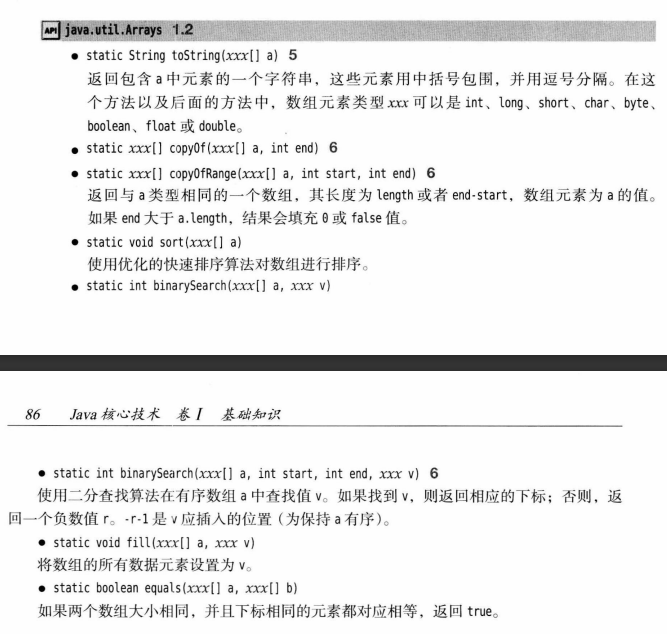 API java.util.Arrays 1.2
● static String toString(xxx[] a) 5
返回包含 a 中元素的一个字符串，这些元素用中括号包围，并用逗号分隔。在这
个方法以及后面的方法中，数组元素类型 xxx 可以是 int、long、short、char、byte、
boolean、float 或 double。
● static xxx[] copyOf(xxx[] a, int end) 6
● static xxx[] copyOfRange(xxx[] a, int start, int end) 6
返回与 a 类型相同的一个数组，其长度为 length 或者 end-start，数组元素为 a 的值。
如果 end 大于 a.length，结果会填充 0 或 false 值。
● static void sort(xxx[] a)
使用优化的快速排序算法对数组进行排序。
● static int binarySearch(xxx[] a, xxx v)
86 Java 核心技术 卷 I 基础知识
● static int binarySearch(xxx[] a, int start, int end, xxx v) 6
使用二分查找算法在有序数组 a 中查找值 v。如果找到 v，则返回相应的下标；否则，返
回一个负数值 r。-r-1 是 v 应插入的位置（为保持 a 有序）。
● static void fill(xxx[] a, xxx v)
将数组的所有数据元素设置为 v。
● static boolean equals(xxx[] a, xxx[] b)
如果两个数组大小相同，并且下标相同的元素都对应相等，返回 true。